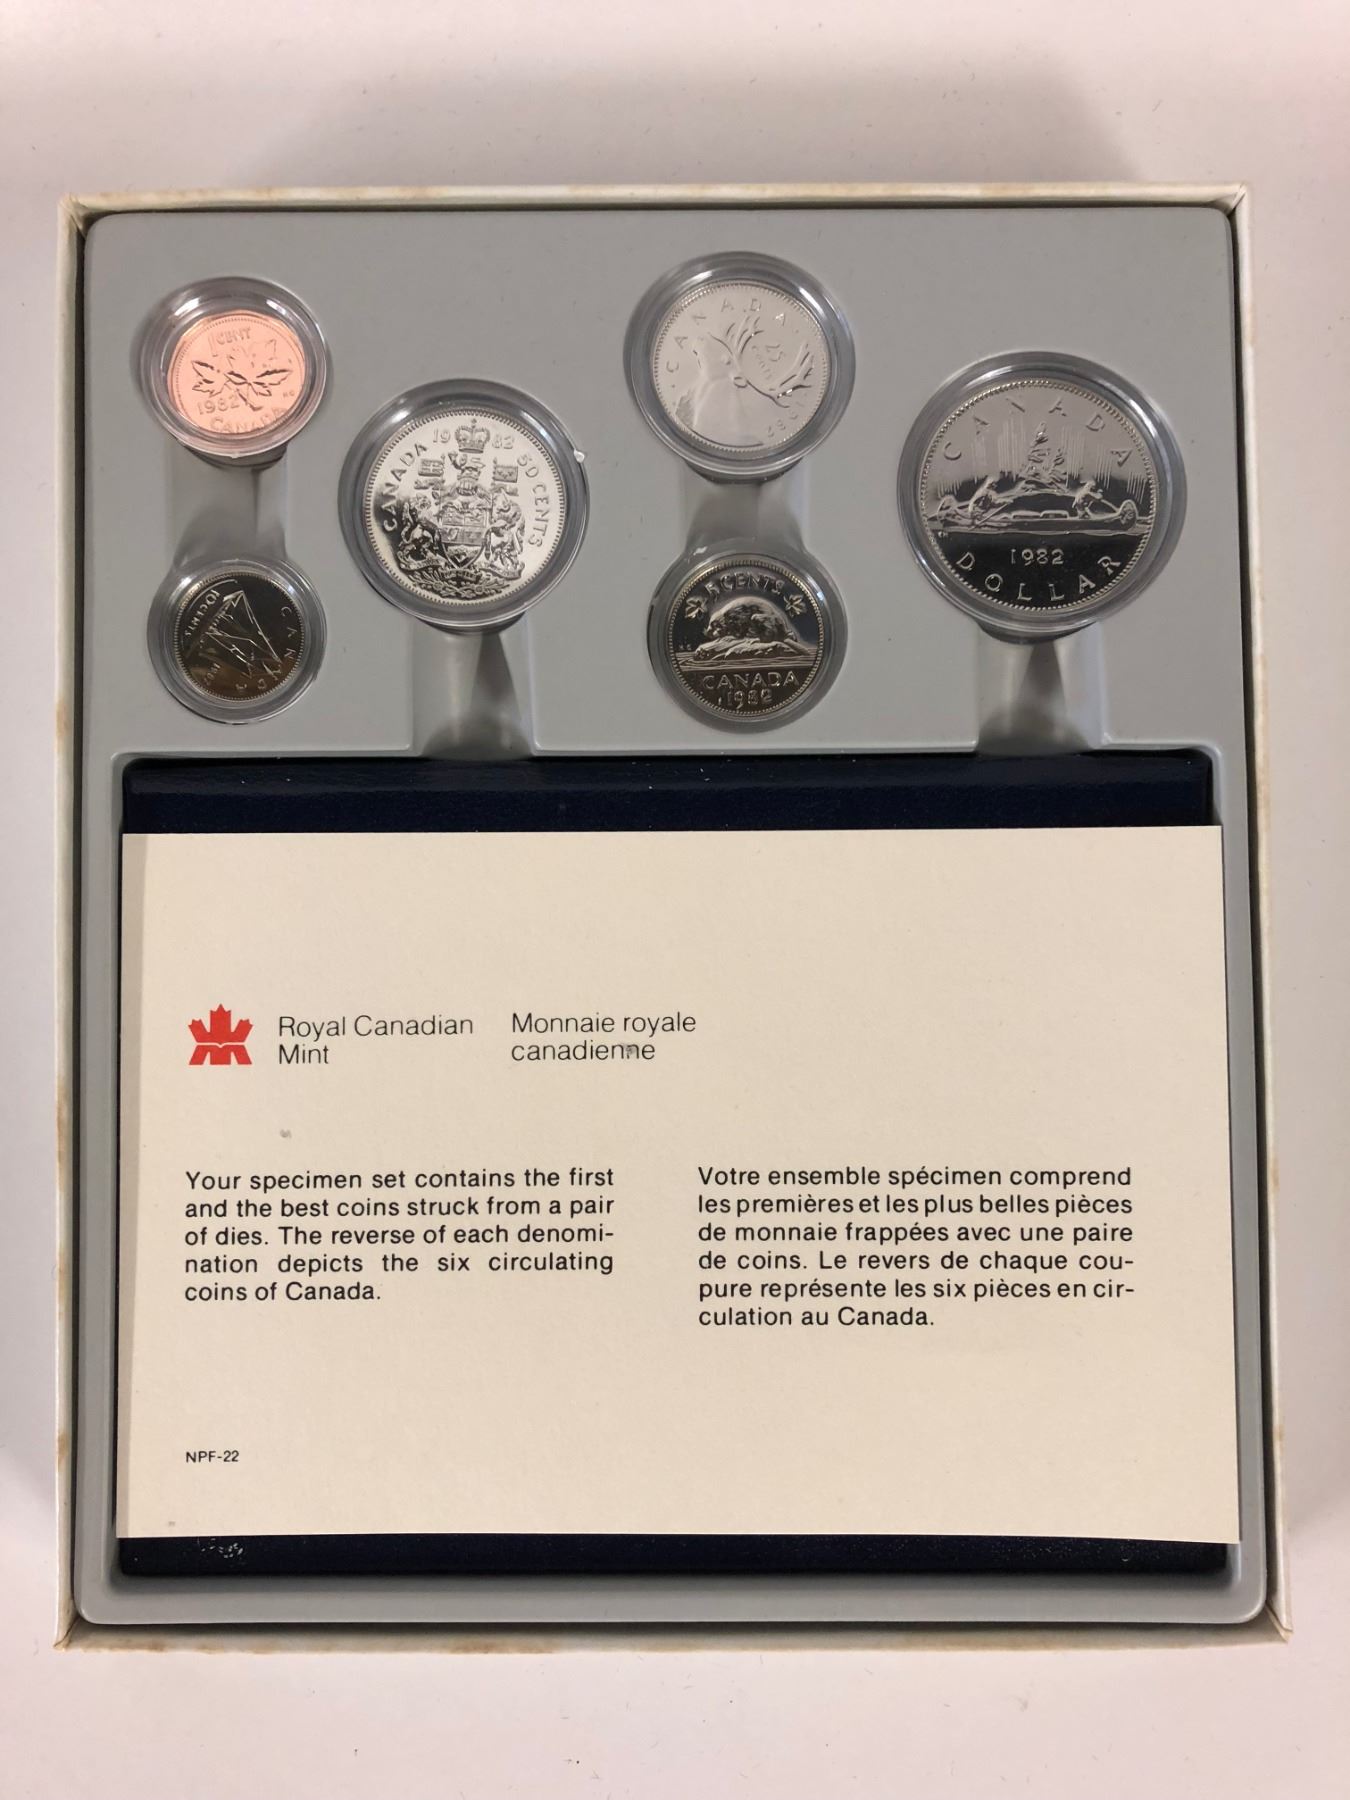 1 CENT
1982
CANADA
CANADA
10 CENTS
1982
CANADA 1982 50 CENTS
CANADA
25
CENTS
1982
5 CENTS
CANADA
1982
CANADA
1982
DOLLAR
Royal Canadian
Mint
Monnaie royale
canadienne
Your specimen set contains the first
and the best coins struck from a pair
of dies. The reverse of each denomi-
nation depicts the six circulating
coins of Canada.
Votre ensemble spécimen comprend
les premières et les plus belles pièces
de monnaie frappées avec une paire
de coins. Le revers de chaque cou-
pure représente les six pièces en cir-
culation au Canada.
NPF-22